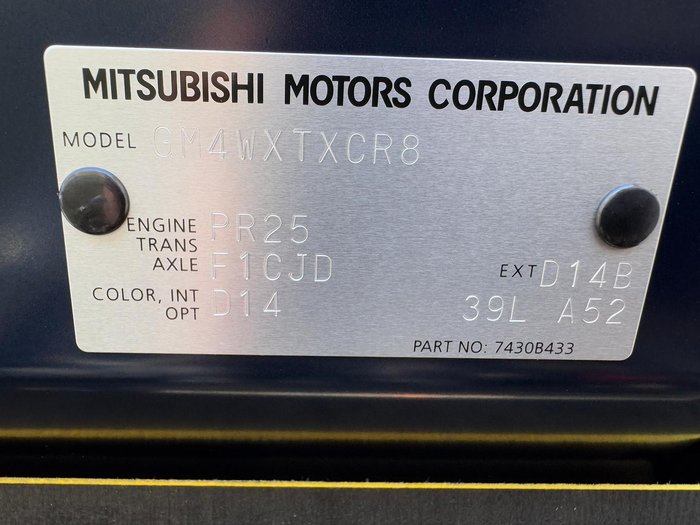 MITSUBISHI MOTORS CORPORATION
MODEL GM4WXTXCR8
ENGINE PR25
TRANS
AXLE F1CJD EXT D14B
COLOR, INT D14 39L A52
OPT
PART NO: 7430B433